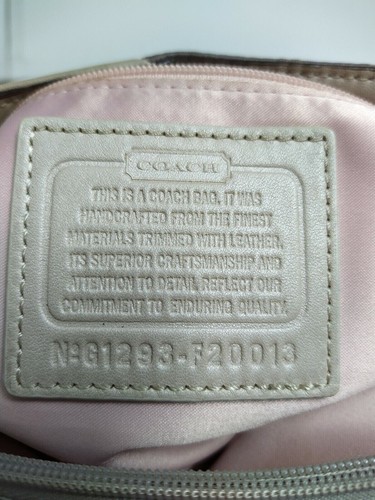 COACH
THIS IS A COACH BAG. IT WAS
HANDCRAFTED FROM THE FINEST
MATERIALS TRIMMED WITH LEATHER.
ITS SUPERIOR CRAFTSMANSHIP AND
ATTENTION TO DETAIL REFLECT OUR
COMMITMENT TO ENDURING QUALITY.
Nº G1293-F20013